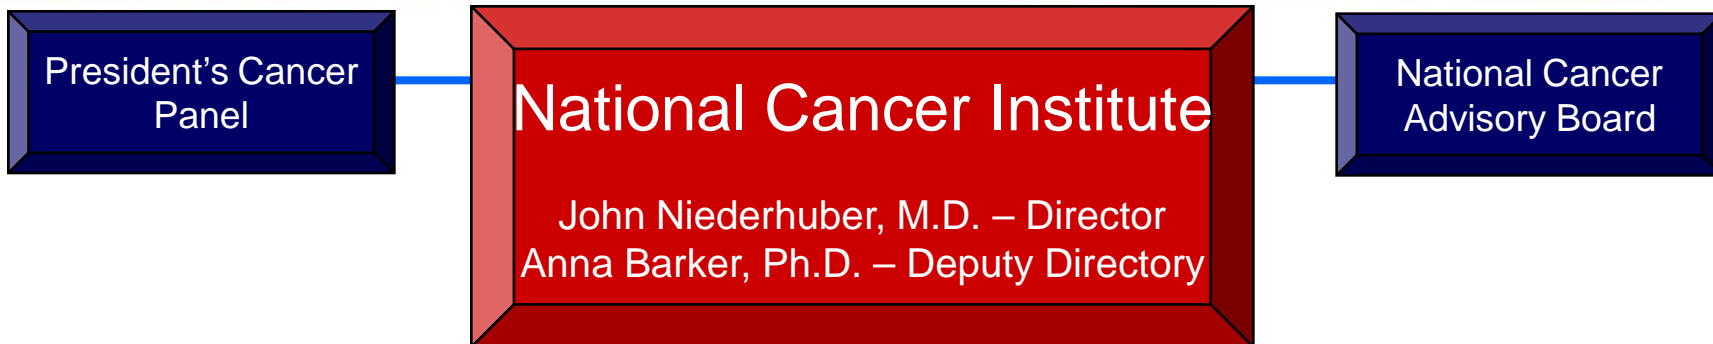 President’s Cancer
Panel
National Cancer Institute
John Niederhuber, M.D. – Director
Anna Barker, Ph.D. – Deputy Directory
National Cancer
Advisory Board